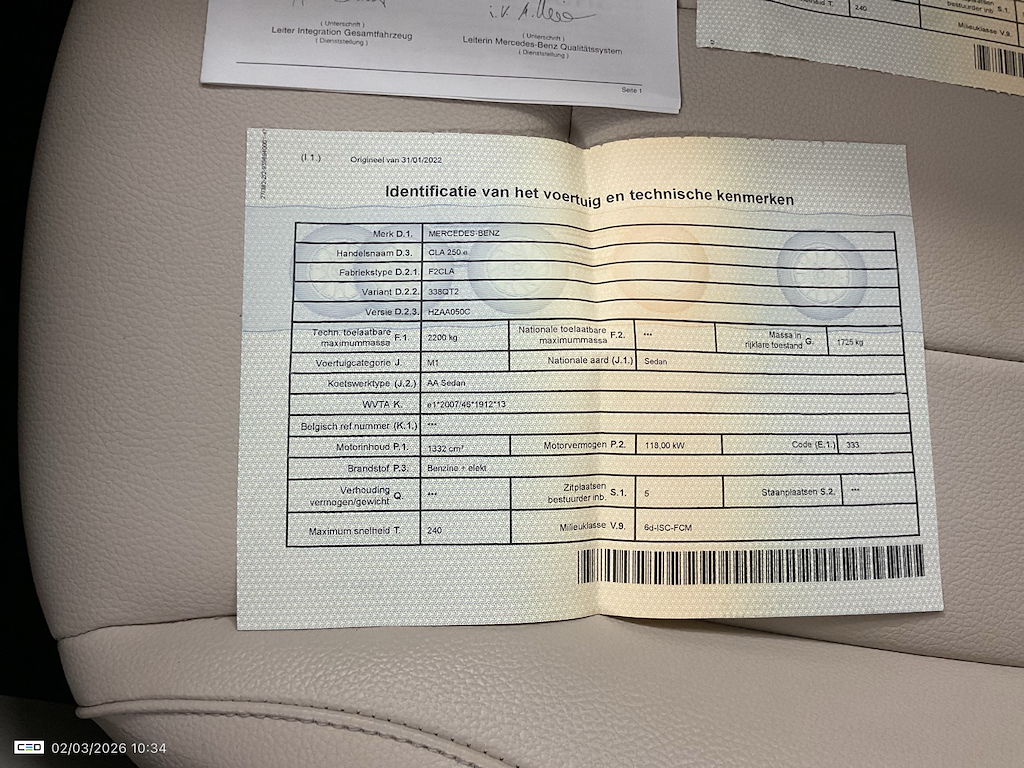 i.V. A. 
( Unterschrift )
Leiter Integration Gesamtfahrzeug
( Dienststellung )
( Unterschrift )
Leiterin Mercedes-Benz Qualitätssystem
( Dienststellung )
Seite 1
240
bestuurder inb. S.1.
Milieuklasse V.9.
(I.1.) Origineel van 31/01/2022
Identificatie van het voertuig en technische kenmerken
Merk D.1. MERCEDES-BENZ
Handelsnaam D.3. CLA 250 e
Fabriekstype D.2.1. F2CLA
Variant D.2.2. 338QT2
Versie D.2.3. HZAA050C
Techn. toelaatbare maximummassa F.1. 2200 kg Nationale toelaatbare maximummassa F.2. *** Massa in rijklare toestand G. 1725 kg
Voertuigcategorie J. M1 Nationale aard (J.1.) Sedan
Koetswerktype (J.2.) AA Sedan
WVTA K. e1*2007/46*1912*13
Belgisch ref.nummer (K.1.) ***
Motorinhoud P.1. 1332 cm³ Motorvermogen P.2. 118,00 kW Code (E.1.) 333
Brandstof P.3. Benzine + elekt
Verhouding vermogen/gewicht Q. *** Zitplaatsen bestuurder inb. S.1. 5 Staanplaatsen S.2. ***
Maximum snelheid T. 240 Milieuklasse V.9. 6d-ISC-FCM
CEO 02/03/2026 10:34